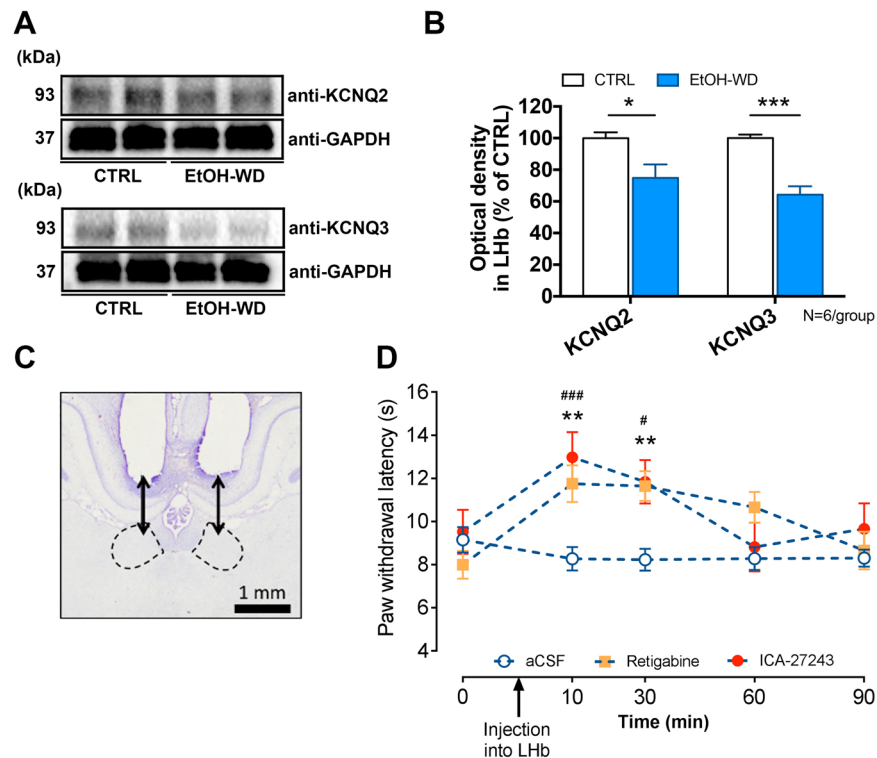 A
(kDa)
93 anti-KCNQ2
37 anti-GAPDH
CTRL EtOH-WD
(kDa)
93 anti-KCNQ3
37 anti-GAPDH
CTRL EtOH-WD
B
CTRL EtOH-WD
Optical density
in LHb (% of CTRL)
120
100
80
60
40
20
0
* ***
KCNQ2 KCNQ3
N=6/group
C
1 mm
D
Paw withdrawal latency (s)
16
14
12
10
8
6
4
### #
** **
aCSF Retigabine ICA-27243
0 10 30 60 90
Injection
into LHb
Time (min)